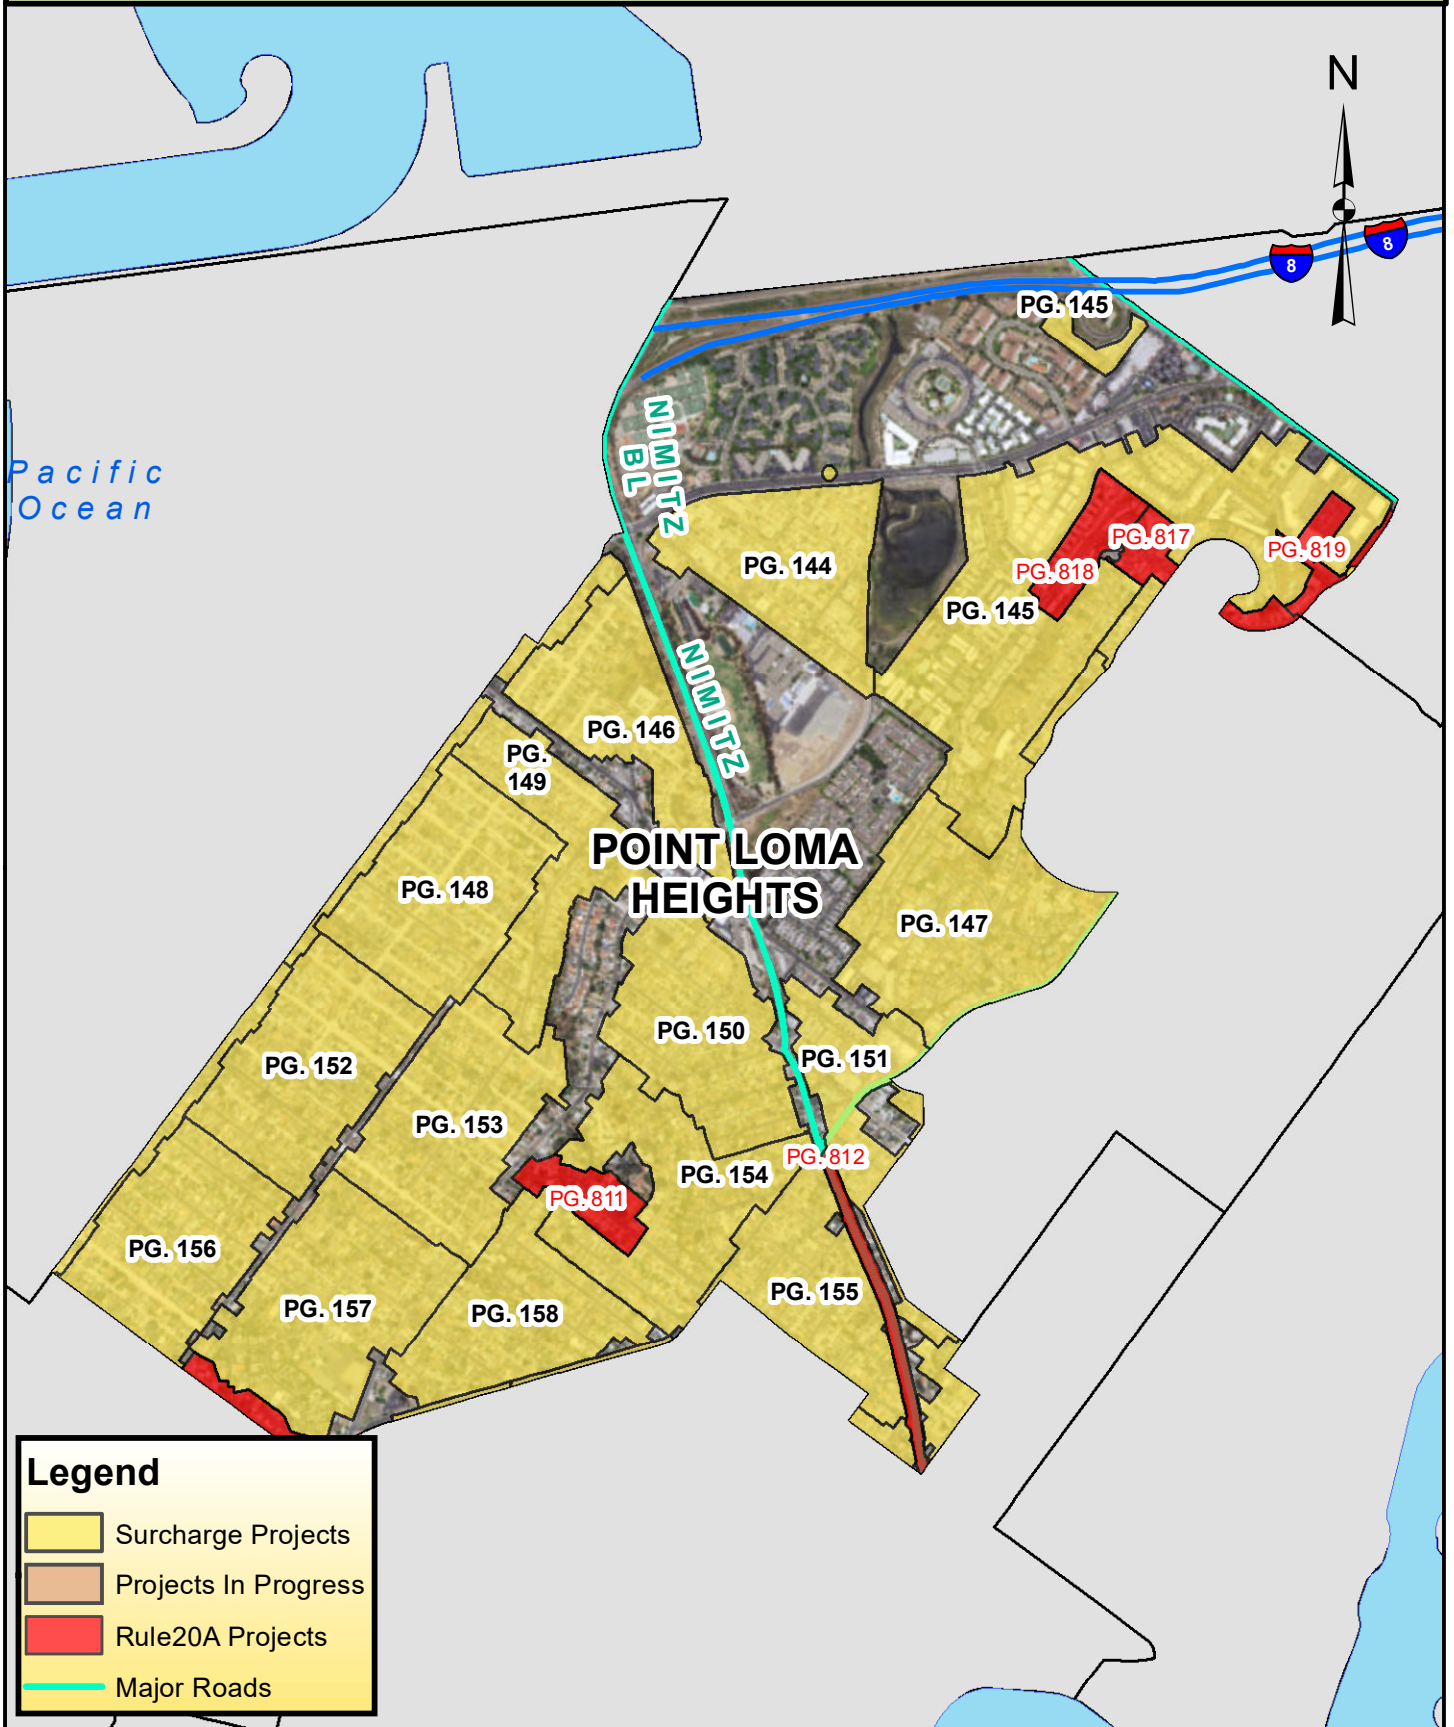 N
8
8
PG. 145
NIMITZ
BL
Pacific
Ocean
PG. 817
PG. 819
PG. 144
PG. 818
PG. 145
NIMITZ
PG. 146
PG.
149
POINT LOMA
HEIGHTS
PG. 148
PG. 147
PG. 150
PG. 151
PG. 152
PG. 153
PG. 812
PG. 154
PG. 811
PG. 156
PG. 155
PG. 157
PG. 158
Legend
Surcharge Projects
Projects In Progress
Rule20A Projects
Major Roads